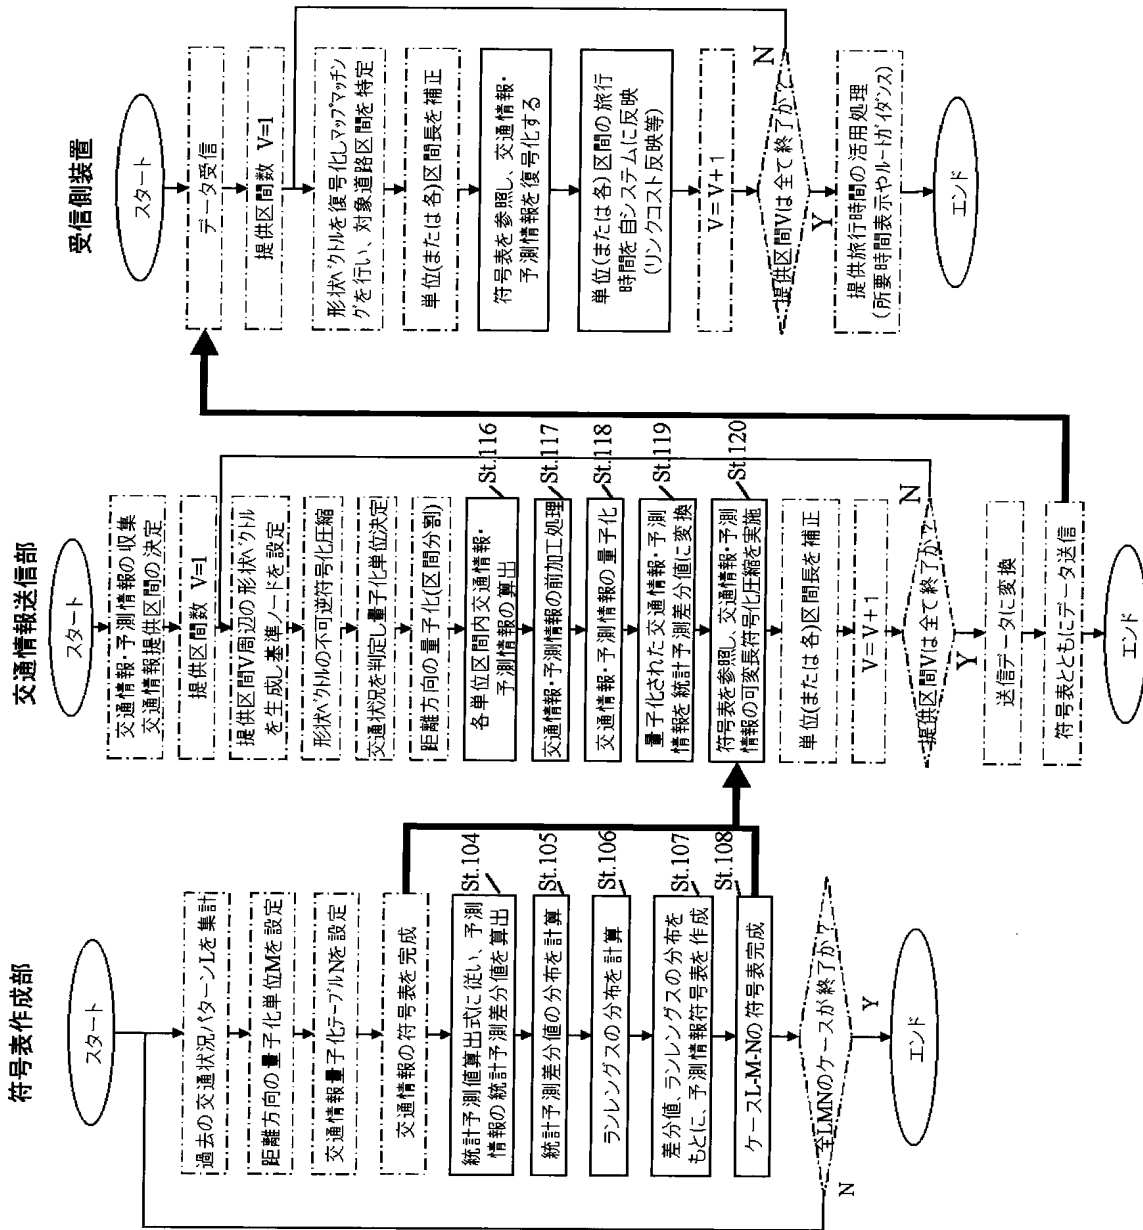 符号表作成部
スタート
過去の交通状況パターンLを集計
距離方向の量子化単位Mを設定
交通情報量子化テーブルNを設定
交通情報の符号表を完成
統計予測値算出式に従い、予測
情報の統計予測差分値を算出
St.104
統計予測差分値の分布を計算
St.105
ランレングスの分布を計算
St.106
差分値、ランレングスの分布を
もとに、予測情報符号表を作成
St.107
ケースL-M-Nの符号表完成
St.108
全LMNのケースが終了か?
N
Y
エンド
交通情報送信部
スタート
交通情報・予測情報の収集
交通情報提供区間の決定
提供区間数 V=1
提供区間V周辺の形状ベクトル
を生成し基準ノードを設定
形状ベクトルの不可逆符号化圧縮
交通状況を判定し量子化単位決定
距離方向の量子化(区間分割)
各単位区間内交通情報・
予測情報の算出
St.116
交通情報・予測情報の前加工処理
St.117
交通情報・予測情報の量子化
St.118
量子化された交通情報・予測
情報を統計予測差分値に変換
St.119
符号表を参照し、交通情報・予測
情報の可変長符号化圧縮を実施
St.120
単位(または各)区間長を補正
V=V+1
提供区間Vは全て終了か?
N
Y
送信データに変換
符号表とともにデータ送信
エンド
受信側装置
スタート
データ受信
提供区間数 V=1
形状ベクトルを復号化しマップマッチン
グを行い、対象道路区間を特定
単位(または各)区間長を補正
符号表を参照し、交通情報・
予測情報を復号化する
単位(または各)区間の旅行
時間を自システムに反映
(リンクコスト反映等)
V=V+1
提供区間Vは全て終了か?
N
Y
提供旅行時間の活用処理
(所要時間表示やルートガイダンス)
エンド